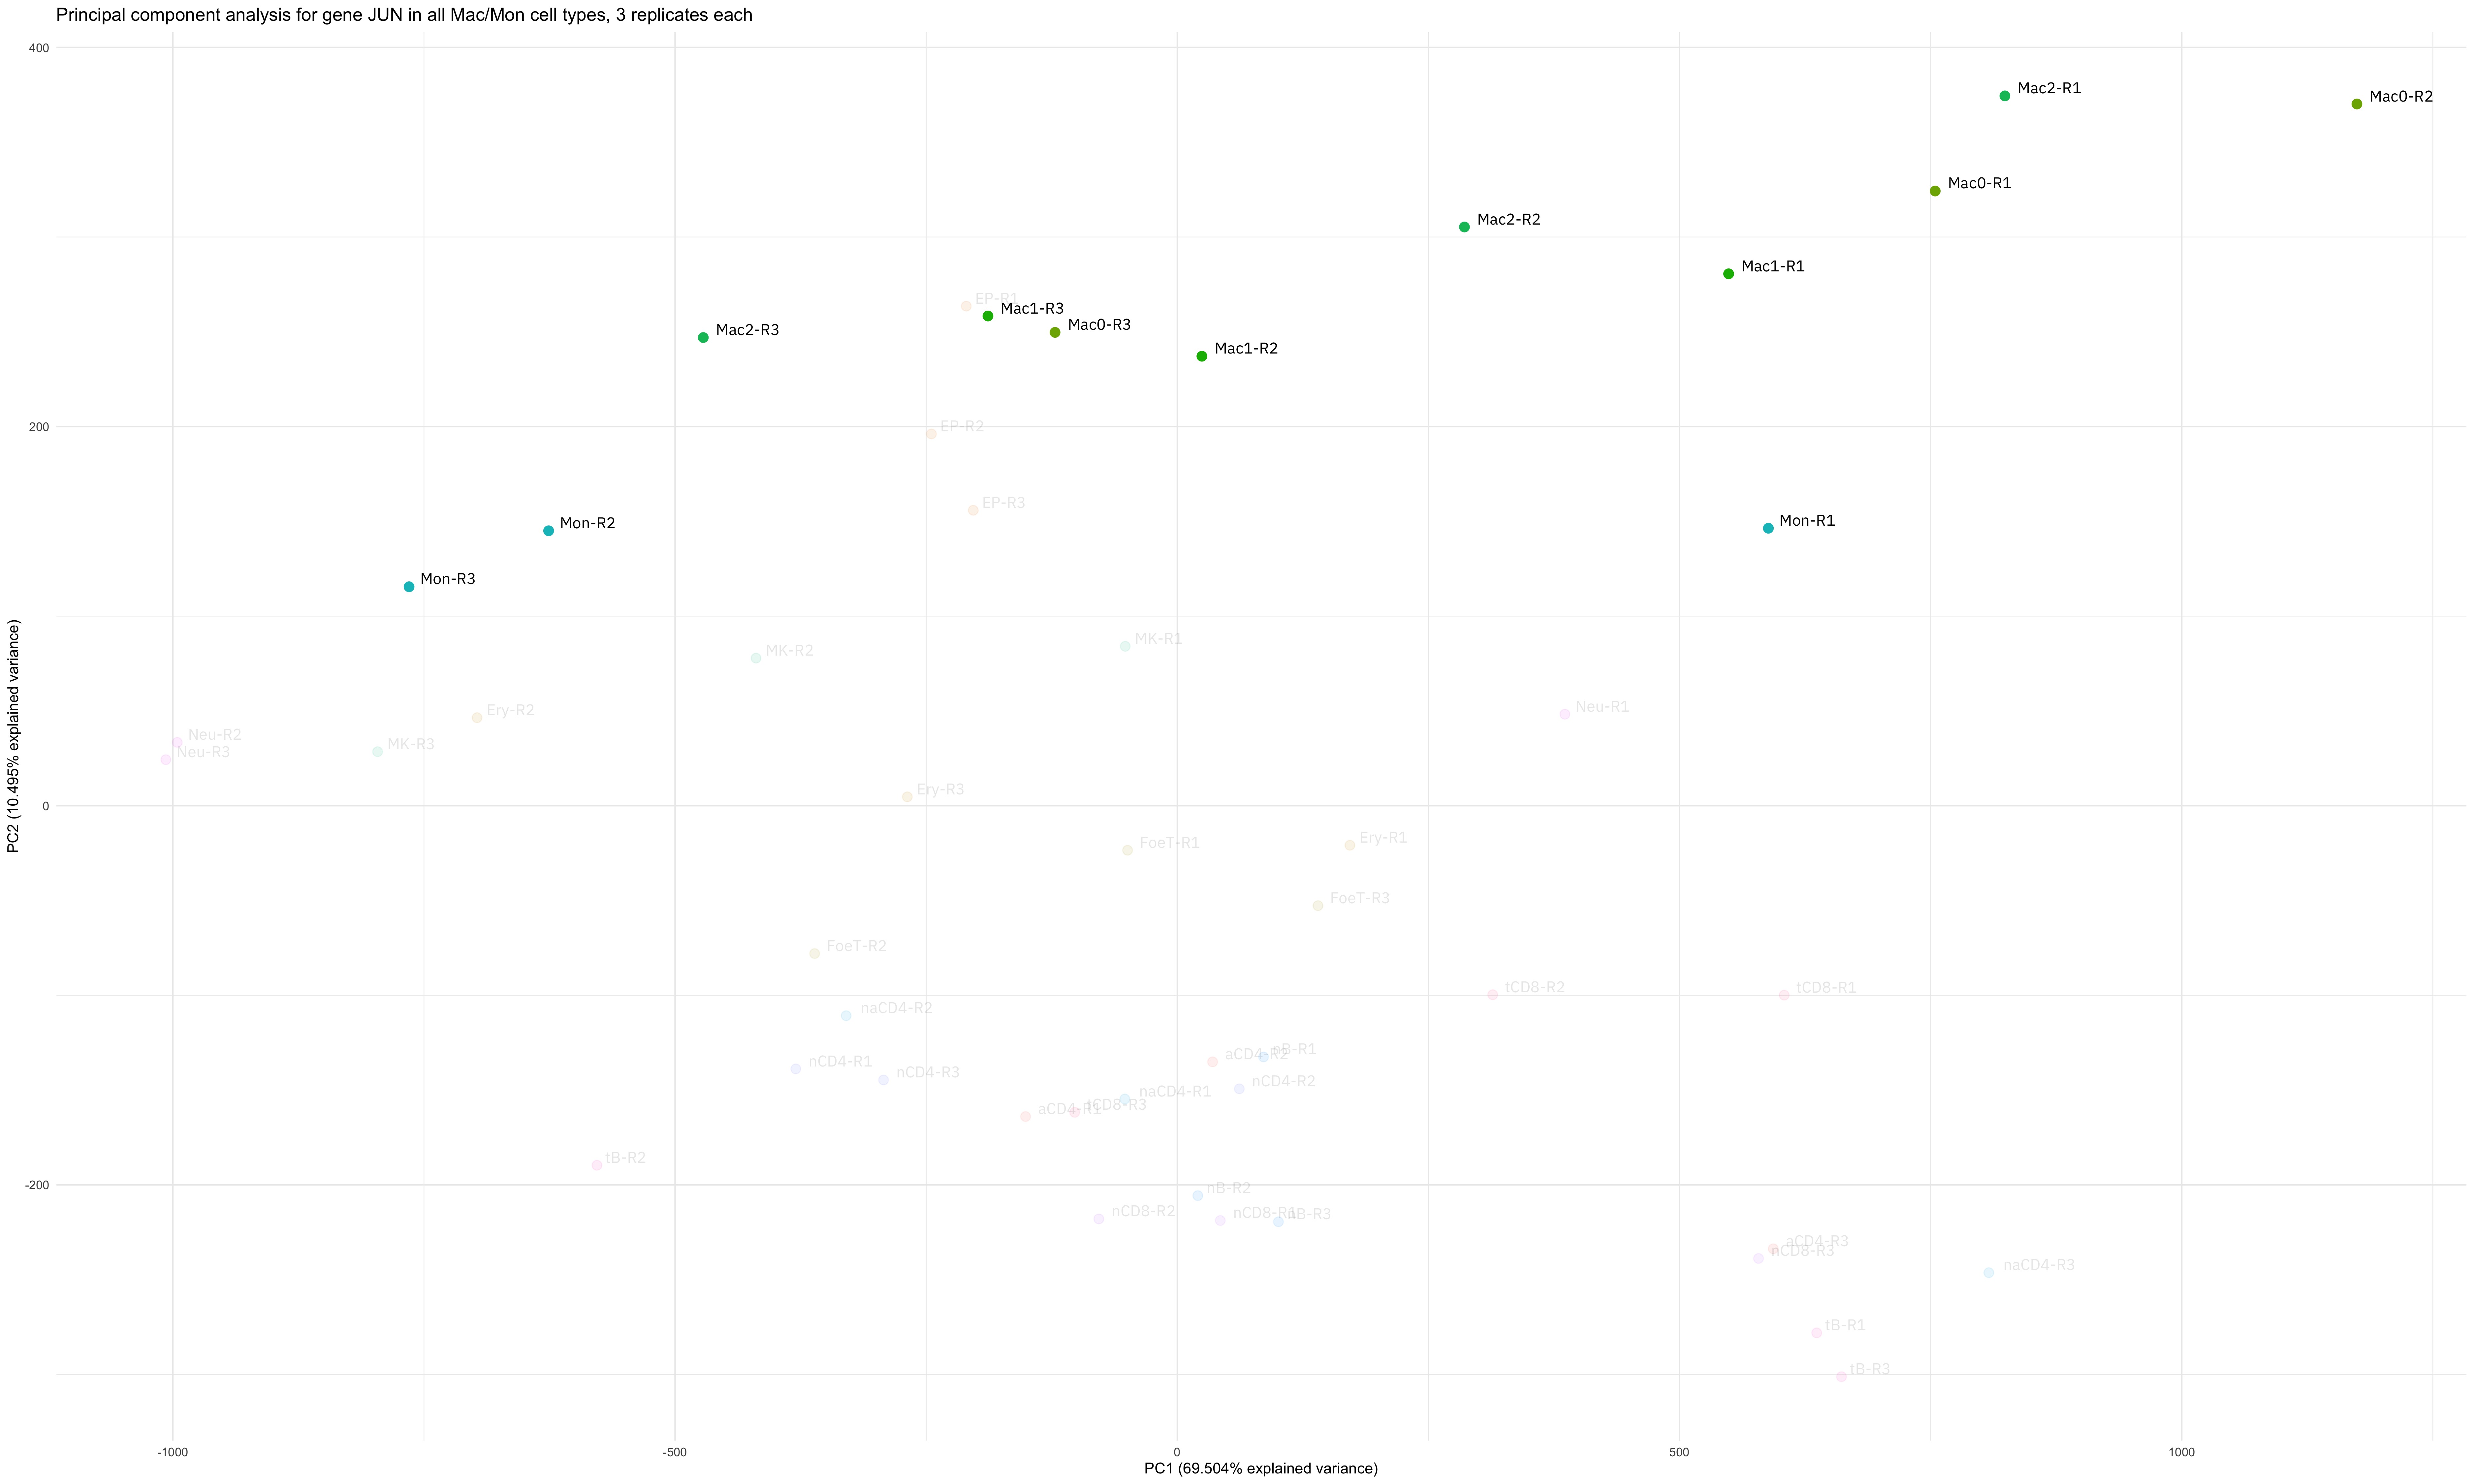 Principal component analysis for gene JUN in all Mac/Mon cell types, 3 replicates each
400
Mac2-R1
Mac0-R2
Mac0-R1
Mac2-R2
Mac1-R1
EP-R1
Mac1-R3
Mac0-R3
Mac2-R3
Mac1-R2
200
EP-R2
EP-R3
Mon-R2
Mon-R1
Mon-R3
MK-R1
MK-R2
Neu-R1
Ery-R2
Neu-R2
MK-R3
Neu-R3
PC2 (10.495% explained variance)
Ery-R3
0
Ery-R1
FoeT-R1
FoeT-R3
FoeT-R2
tCD8-R2
tCD8-R1
naCD4-R2
nB-R1
aCD4-R2
nCD4-R1
nCD4-R3
nCD4-R2
naCD4-R1
tCD8-R3
aCD4-R1
tB-R2
-200
nB-R2
nCD8-R2
nCD8-R1
nB-R3
aCD4-R3
nCD8-R3
naCD4-R3
tB-R1
tB-R3
-1000
-500
0
500
1000
PC1 (69.504% explained variance)